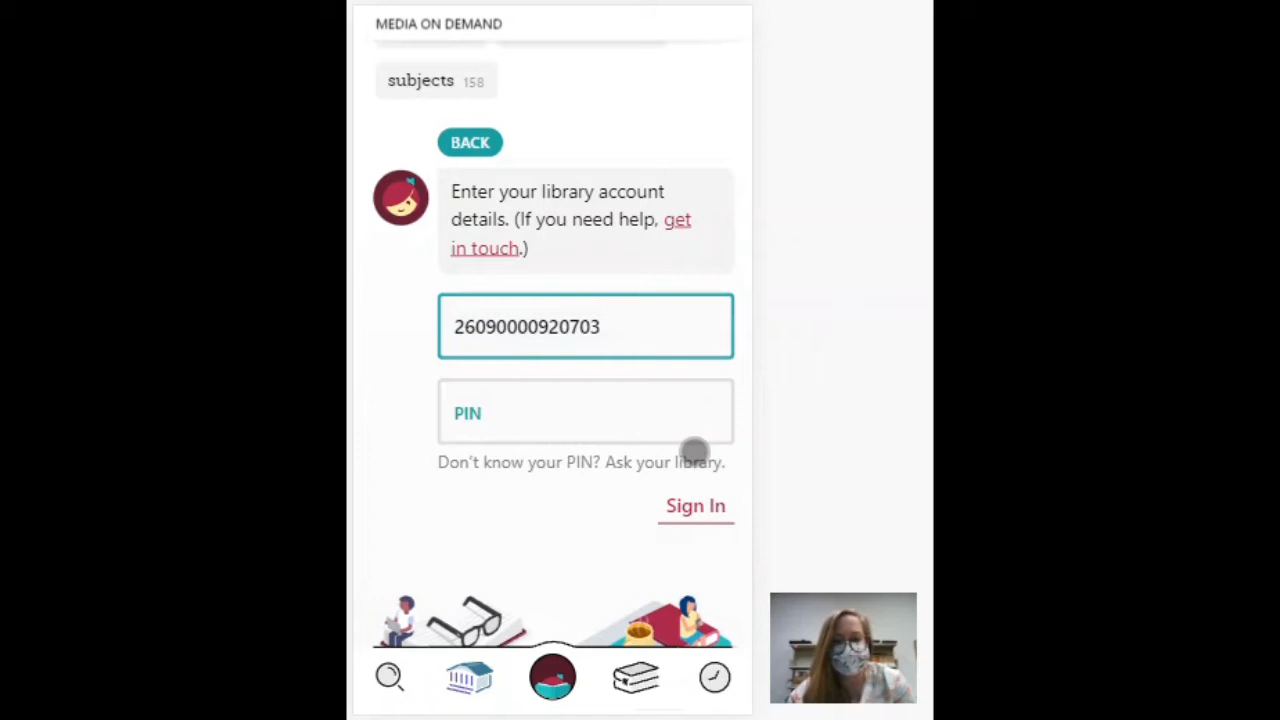 MEDIA ON DEMAND
subjects 158
BACK
Enter your library account
details. (If you need help, get
in touch.)
26090000920703
PIN
Don't know your PIN? Ask your library.
Sign In